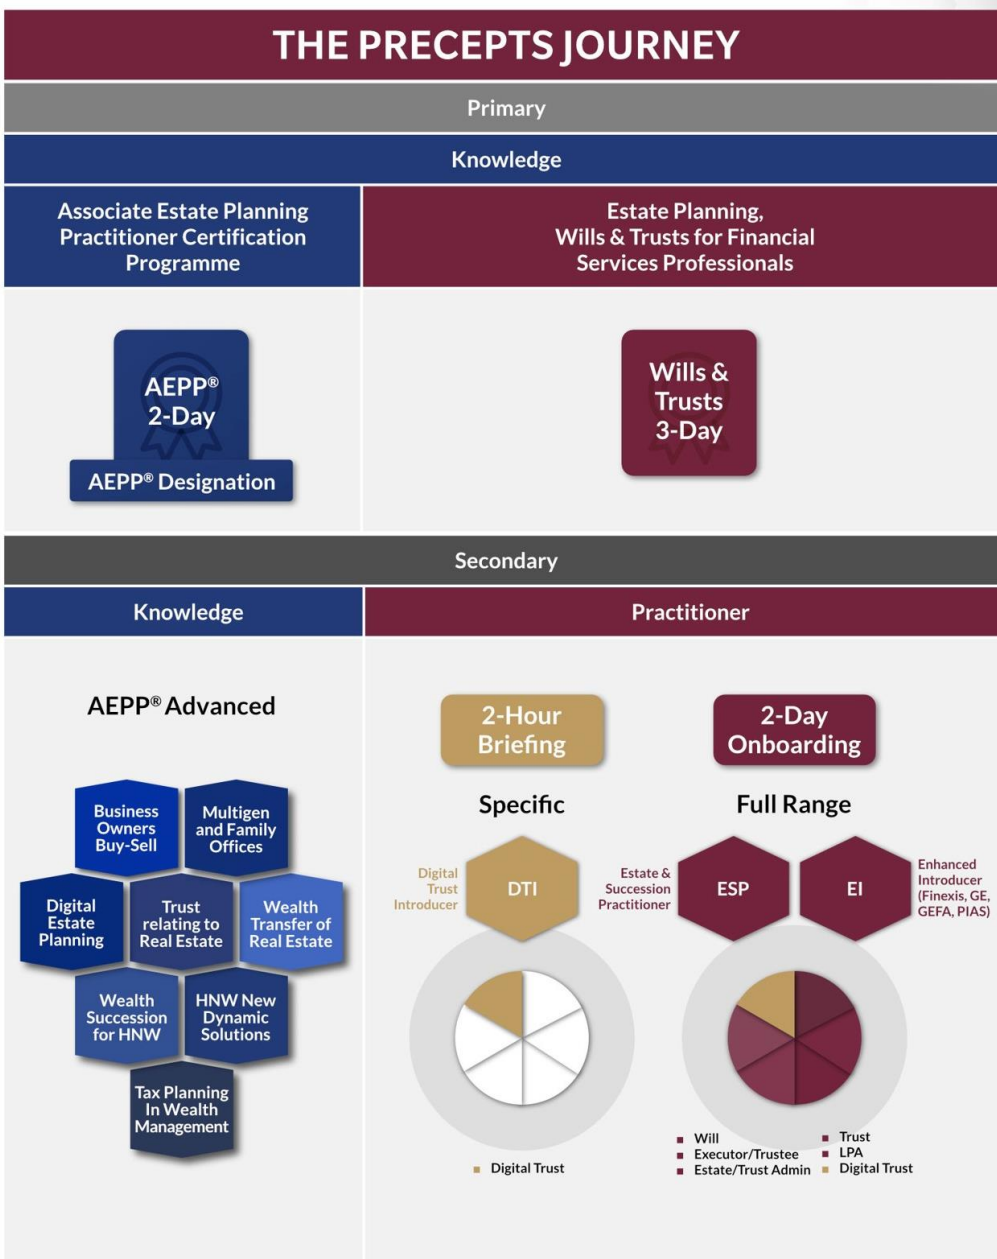 THE PRECEPTS JOURNEY
Primary
Knowledge
Associate Estate Planning
Practitioner Certification
Programme
Estate Planning,
Wills & Trusts for Financial
Services Professionals
AEPP®
2-Day
AEPP® Designation
Wills &
Trusts
3-Day
Secondary
Knowledge
Practitioner
AEPP® Advanced
Business
Owners
Buy-Sell
Multigen
and Family
Offices
Digital
Estate
Planning
Trust
relating to
Real Estate
Wealth
Transfer of
Real Estate
Wealth
Succession
for HNW
HNW New
Dynamic
Solutions
Tax Planning
In Wealth
Management
2-Hour
Briefing
Specific
Digital
Trust
Introducer
DTI
Digital Trust
2-Day
Onboarding
Full Range
Estate &
Succession
Practitioner
ESP
EI
Enhanced
Introducer
(Finexis, GE,
GEFA, PIAS)
Will
Executor/Trustee
Estate/Trust Admin
Trust
LPA
Digital Trust